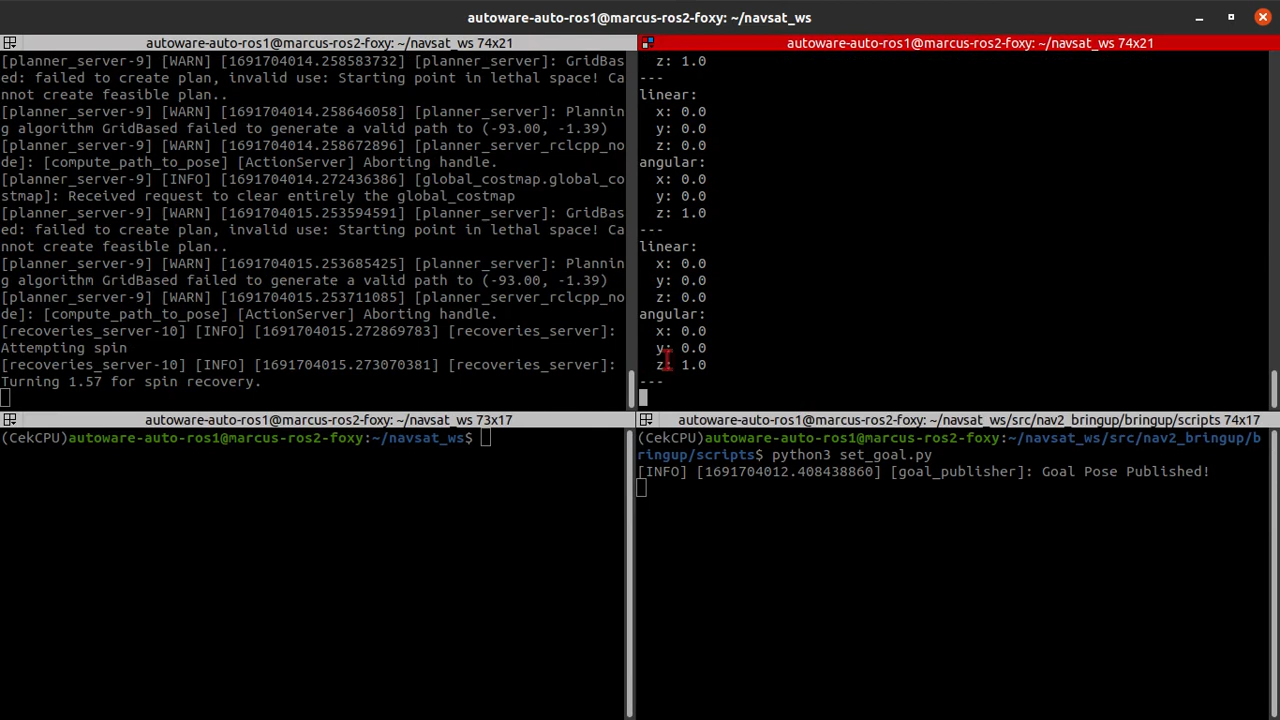 autoware-auto-ros1@marcus-ros2-foxy: ~/navsat_ws
autoware-auto-ros1@marcus-ros2-foxy: ~/navsat_ws 74x21
[planner_server-9] [WARN] [1691704014.258583732] [planner_server]: GridBas
ed: failed to create plan, invalid use: Starting point in lethal space! Ca
nnot create feasible plan..
[planner_server-9] [WARN] [1691704014.258646058] [planner_server]: Plannin
g algorithm GridBased failed to generate a valid path to (-93.00, -1.39)
[planner_server-9] [WARN] [1691704014.258672896] [planner_server_rclcpp_no
de]: [compute_path_to_pose] [ActionServer] Aborting handle.
[planner_server-9] [INFO] [1691704014.272436386] [global_costmap.global_co
stmap]: Received request to clear entirely the global_costmap
[planner_server-9] [WARN] [1691704015.253594591] [planner_server]: GridBas
ed: failed to create plan, invalid use: Starting point in lethal space! Ca
nnot create feasible plan..
[planner_server-9] [WARN] [1691704015.253685425] [planner_server]: Plannin
g algorithm GridBased failed to generate a valid path to (-93.00, -1.39)
[planner_server-9] [WARN] [1691704015.253711085] [planner_server_rclcpp_no
de]: [compute_path_to_pose] [ActionServer] Aborting handle.
[recoveries_server-10] [INFO] [1691704015.272869783] [recoveries_server]:
Attempting spin
[recoveries_server-10] [INFO] [1691704015.273070381] [recoveries_server]:
Turning 1.57 for spin recovery.
autoware-auto-ros1@marcus-ros2-foxy: ~/navsat_ws 74x21
z: 1.0
---
linear:
x: 0.0
y: 0.0
z: 0.0
angular:
x: 0.0
y: 0.0
z: 1.0
---
linear:
x: 0.0
y: 0.0
z: 0.0
angular:
x: 0.0
y: 0.0
z: 1.0
---
autoware-auto-ros1@marcus-ros2-foxy: ~/navsat_ws 73x17
(CekCPU)autoware-auto-ros1@marcus-ros2-foxy:~/navsat_ws$
autoware-auto-ros1@marcus-ros2-foxy: ~/navsat_ws/src/nav2_bringup/bringup/scripts 74x17
(CekCPU)autoware-auto-ros1@marcus-ros2-foxy:~/navsat_ws/src/nav2_bringup/b
ringup/scripts$ python3 set_goal.py
[INFO] [1691704012.408438860] [goal_publisher]: Goal Pose Published!